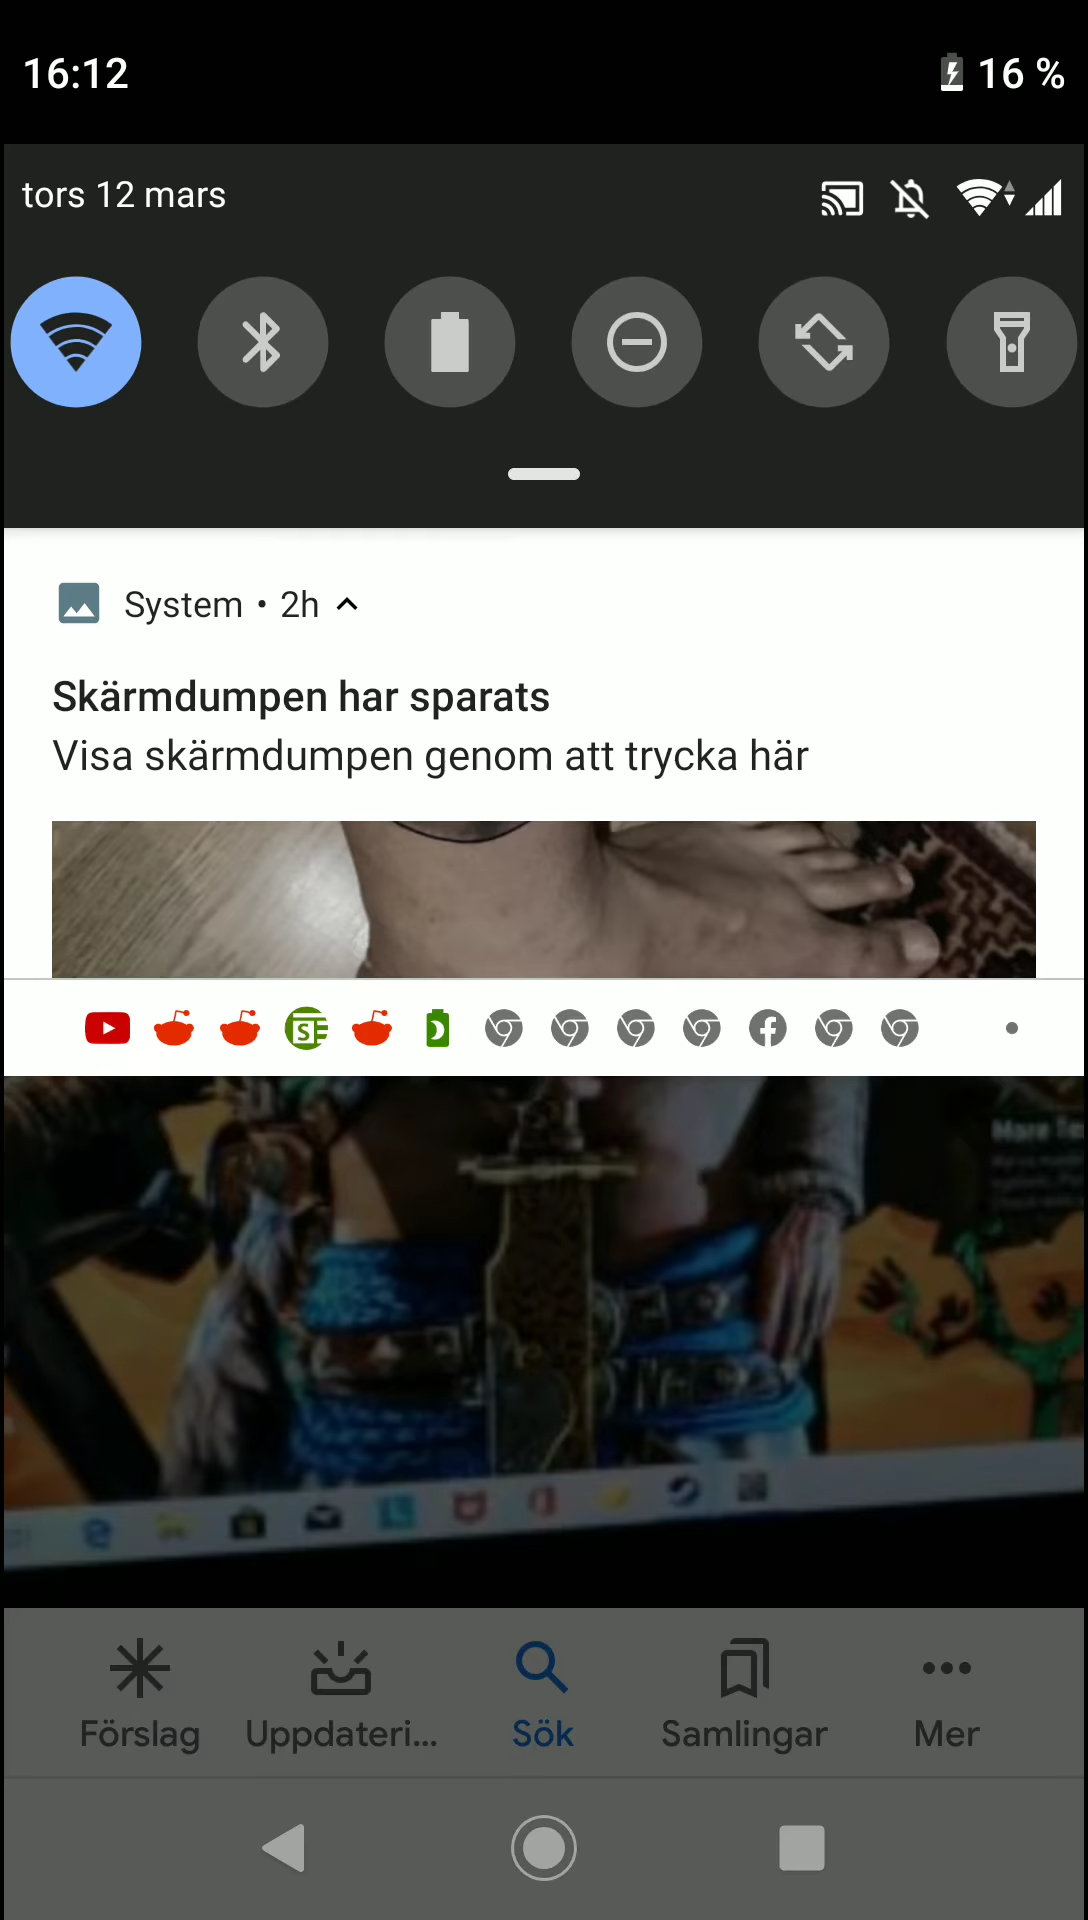 16:12
16 %
tors 12 mars
System • 2h
Skärmdumpen har sparats
Visa skärmdumpen genom att trycka här
More
Förslag
Uppdateri...
Sök
Samlingar
Mer